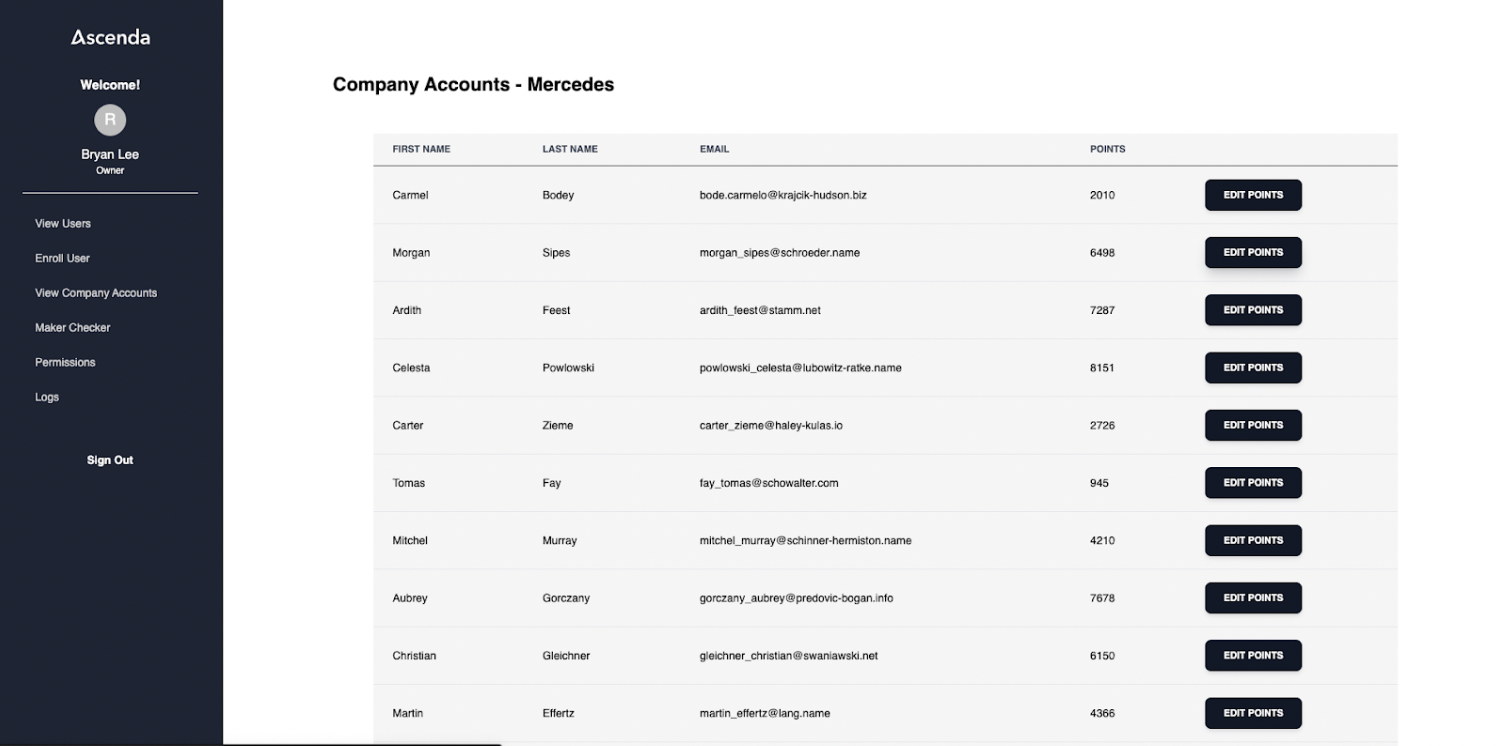 Ascenda
Welcome!
R
Bryan Lee
Owner
View Users
Enroll User
View Company Accounts
Maker Checker
Permissions
Logs
Sign Out
Company Accounts - Mercedes
FIRST NAME LAST NAME EMAIL POINTS
Carmel Bodey bode.carmelo@krajcik-hudson.biz 2010 EDIT POINTS
Morgan Sipes morgan_sipes@schroeder.name 6498 EDIT POINTS
Ardith Feest ardith_feest@stamm.net 7287 EDIT POINTS
Celesta Powlowski powlowski_celesta@lubowitz-ratke.name 8151 EDIT POINTS
Carter Zieme carter_zieme@haley-kulas.io 2726 EDIT POINTS
Tomas Fay fay_tomas@schowalter.com 945 EDIT POINTS
Mitchel Murray mitchel_murray@schinner-hermiston.name 4210 EDIT POINTS
Aubrey Gorczany gorczany_aubrey@predovic-bogan.info 7678 EDIT POINTS
Christian Gleichner gleichner_christian@swaniawski.net 6150 EDIT POINTS
Martin Effertz martin_effertz@lang.name 4366 EDIT POINTS